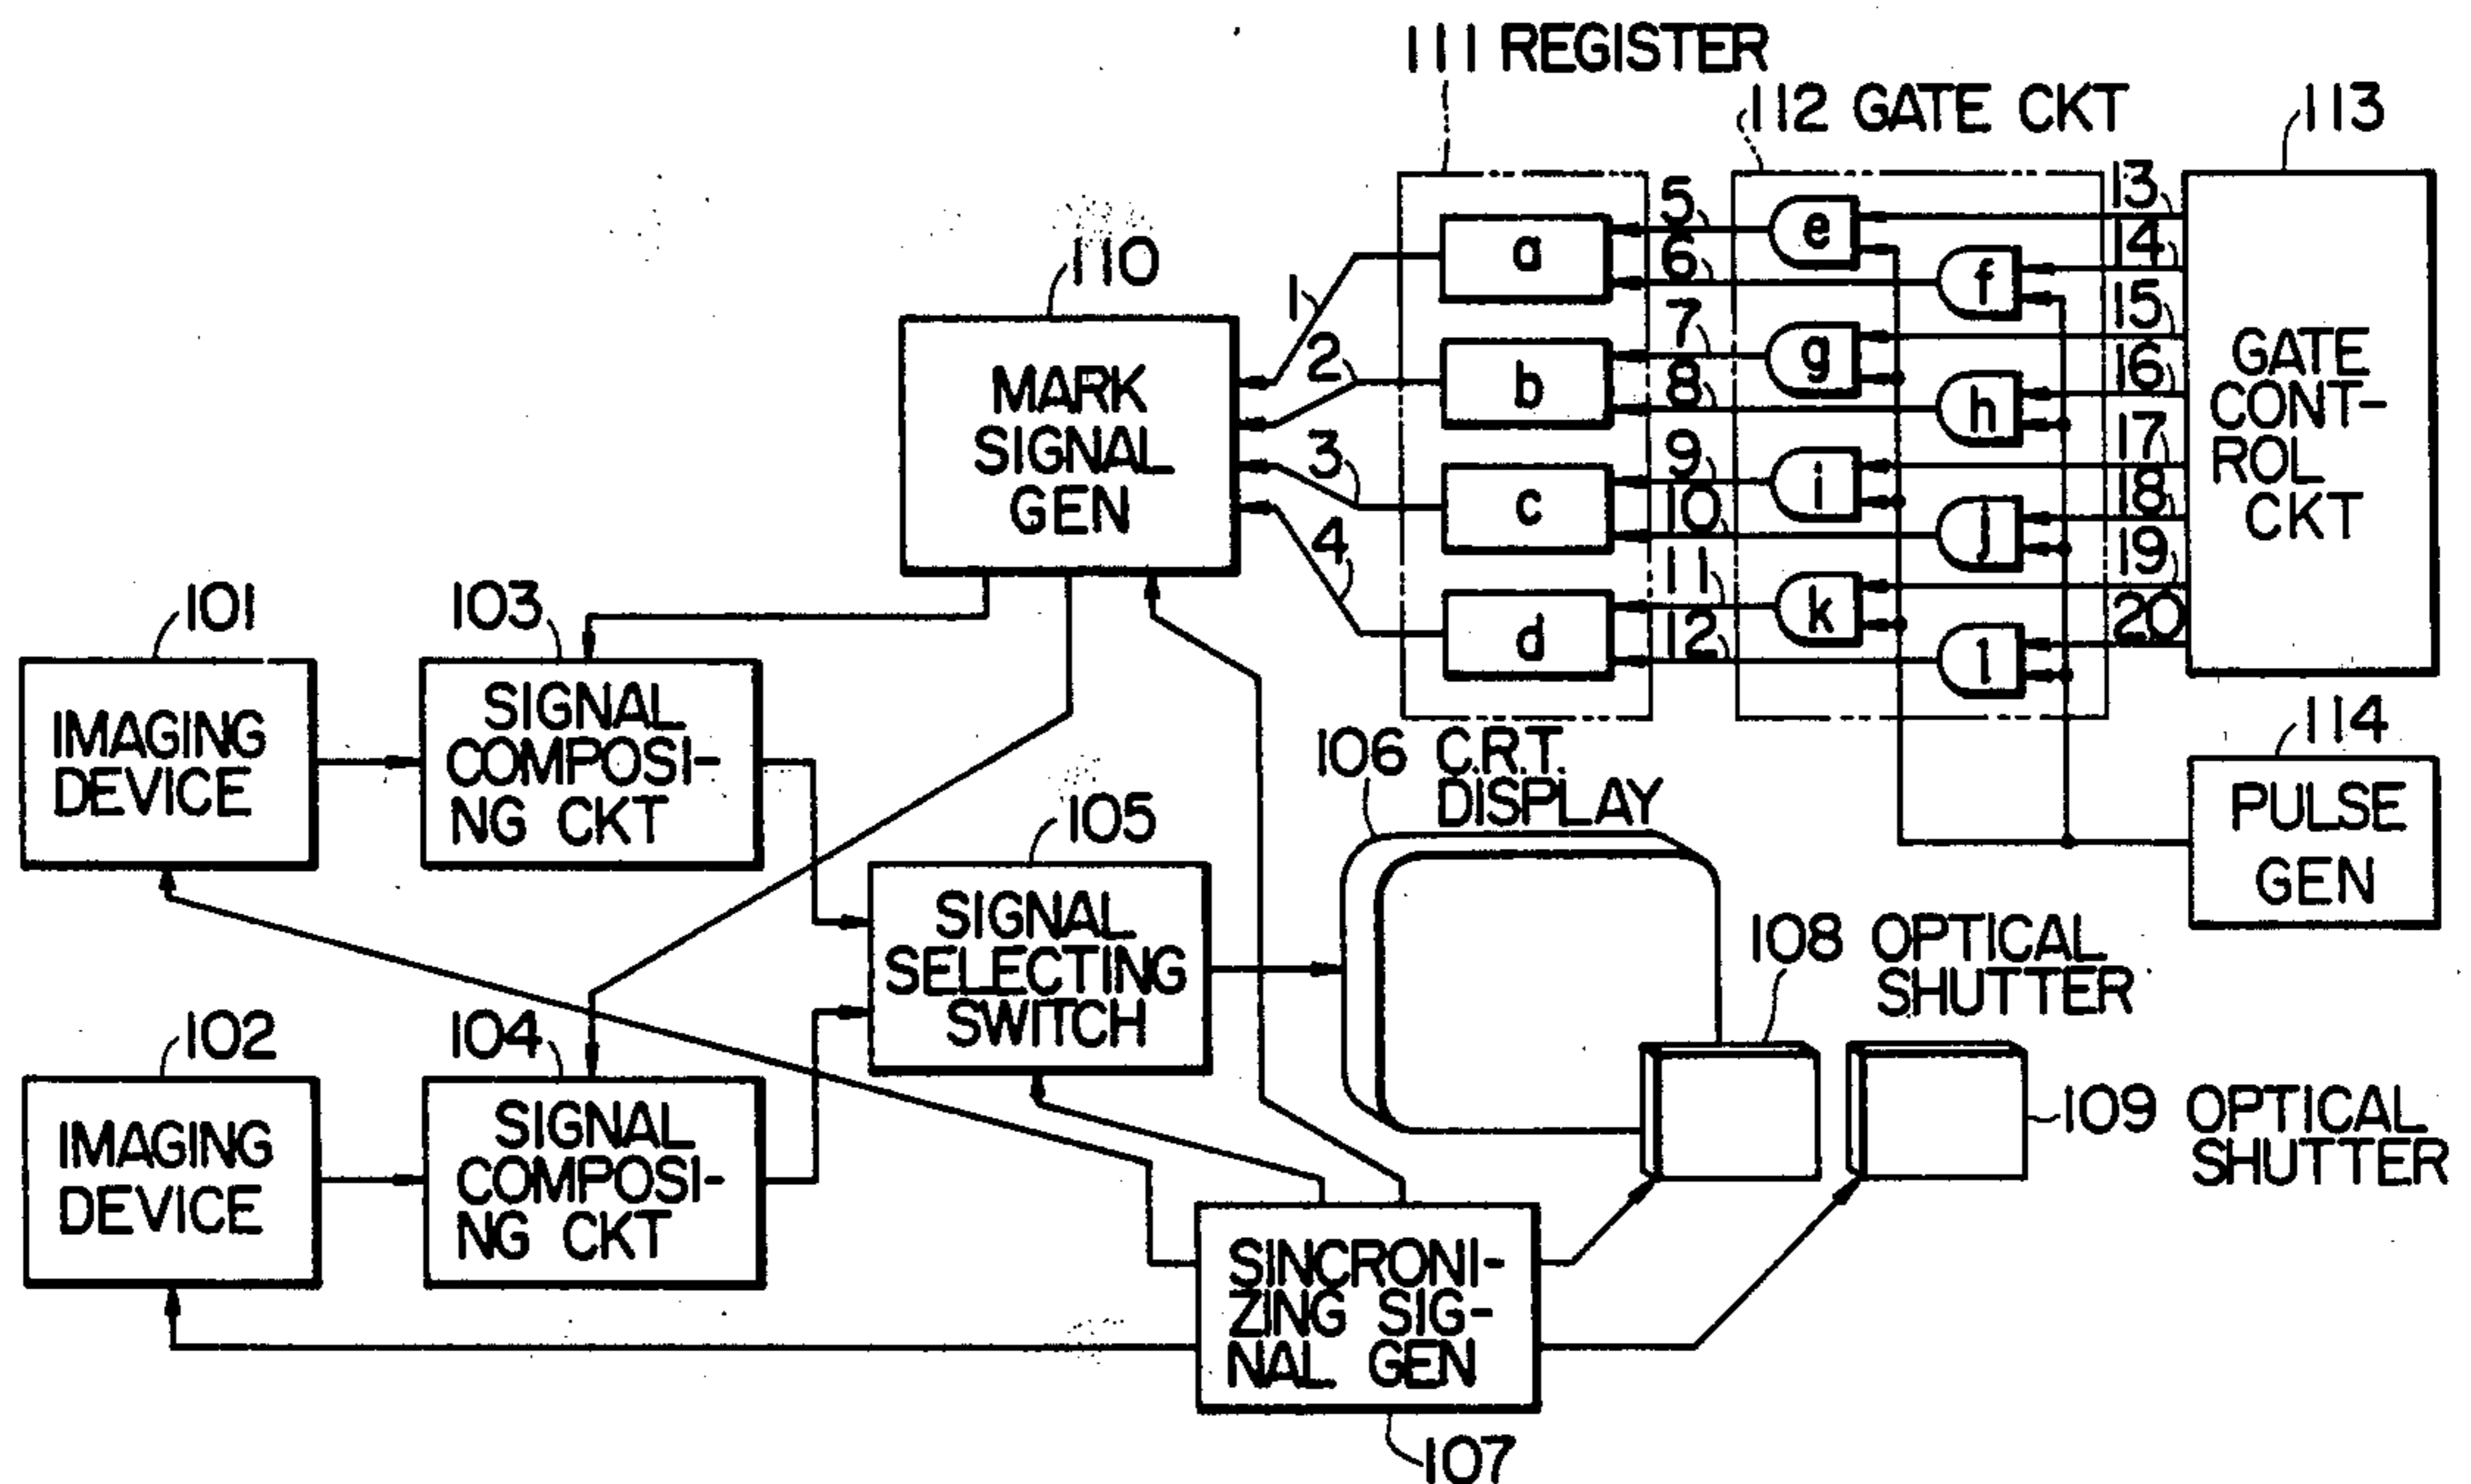 111 REGISTER
112 GATE CKT
113
110
1
2
3
4
a
b
c
d
5
6
7
8
9
10
11
12
e
f
g
h
i
j
k
l
13
14
15
16
17
18
19
20
GATE
CONT-
ROL
CKT
MARK
SIGNAL
GEN
101
IMAGING
DEVICE
103
SIGNAL
COMPOSI-
NG CKT
105
SIGNAL
SELECTING
SWITCH
106 C.R.T.
DISPLAY
114
PULSE
GEN
108 OPTICAL
SHUTTER
109 OPTICAL
SHUTTER
102
IMAGING
DEVICE
104
SIGNAL
COMPOSI-
NG CKT
SINCRONI-
ZING SIG-
NAL GEN
107